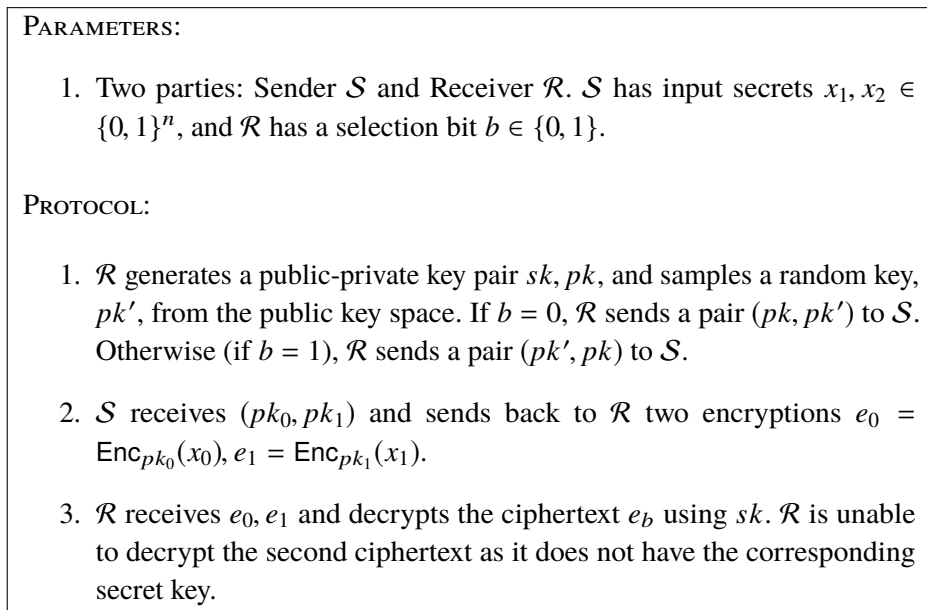 PARAMETERS:
1. Two parties: Sender 𝒮 and Receiver ℛ. 𝒮 has input secrets x₁, x₂ ∈
{0, 1}ⁿ, and ℛ has a selection bit b ∈ {0, 1}.
PROTOCOL:
1. ℛ generates a public-private key pair sk, pk, and samples a random key,
pk′, from the public key space. If b = 0, ℛ sends a pair (pk, pk′) to 𝒮.
Otherwise (if b = 1), ℛ sends a pair (pk′, pk) to 𝒮.
2. 𝒮 receives (pk₀, pk₁) and sends back to ℛ two encryptions e₀ =
Enc_{pk₀}(x₀), e₁ = Enc_{pk₁}(x₁).
3. ℛ receives e₀, e₁ and decrypts the ciphertext e_b using sk. ℛ is unable
to decrypt the second ciphertext as it does not have the corresponding
secret key.